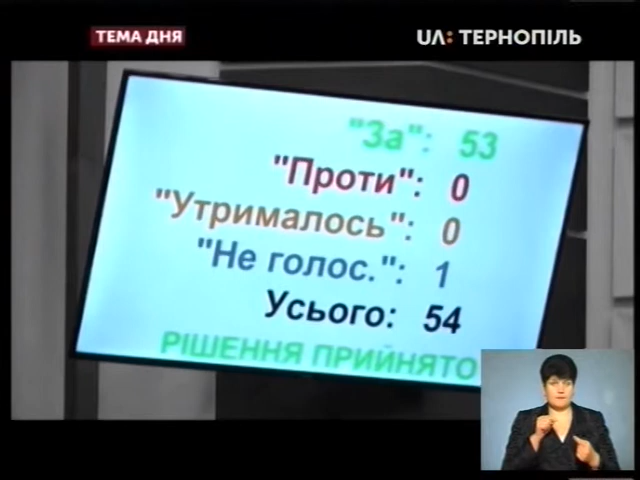 ТЕМА ДНЯ
UA: ТЕРНОПІЛЬ
"За": 53
"Проти": 0
"Утрималось": 0
"Не голос.": 1
Усього: 54
РІШЕННЯ ПРИЙНЯТО